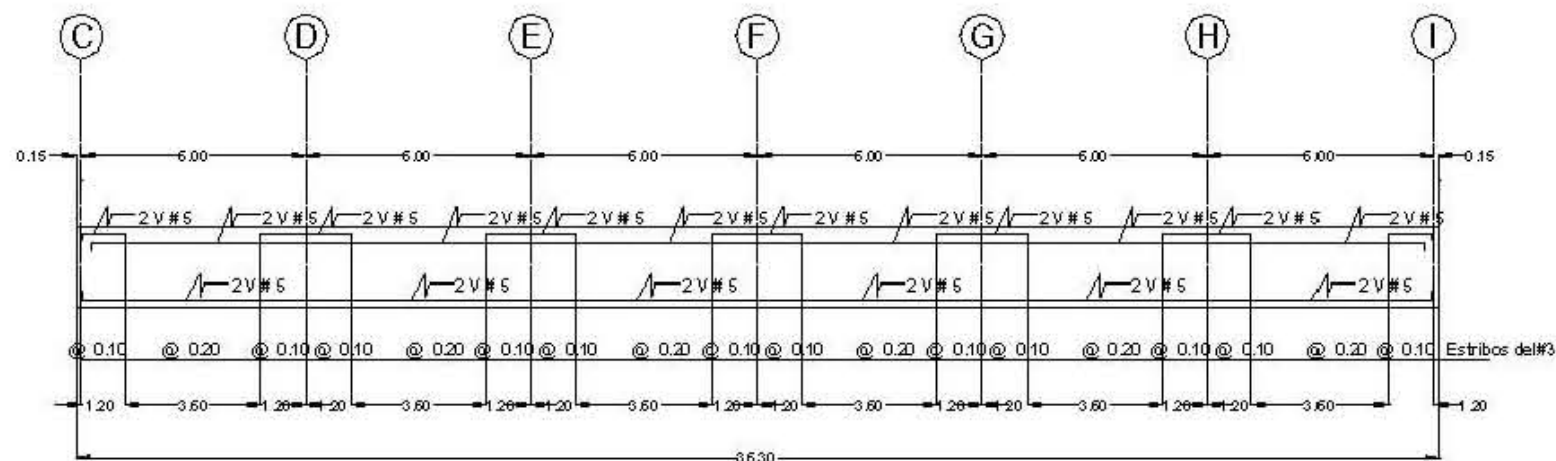 C D E F G H I
0.15 6.00 6.00 6.00 6.00 6.00 6.00 0.15
2 V # 5 2 V # 5 2 V # 5 2 V # 5 2 V # 5 2 V # 5 2 V # 5 2 V # 5 2 V # 5 2 V # 5 2 V # 5 2 V # 5
2 V # 5 2 V # 5 2 V # 5 2 V # 5 2 V # 5 2 V # 5
@ 0.10 @ 0.20 @ 0.10 @ 0.10 @ 0.20 @ 0.10 @ 0.10 @ 0.20 @ 0.10 @ 0.10 @ 0.20 @ 0.10 @ 0.10 @ 0.20 @ 0.10 @ 0.10 @ 0.20 @ 0.10 Estribos del#3
1.20 3.60 1.20 1.20 3.60 1.20 1.20 3.60 1.20 1.20 3.60 1.20 1.20 3.60 1.20 1.20 3.60 1.20
36.30